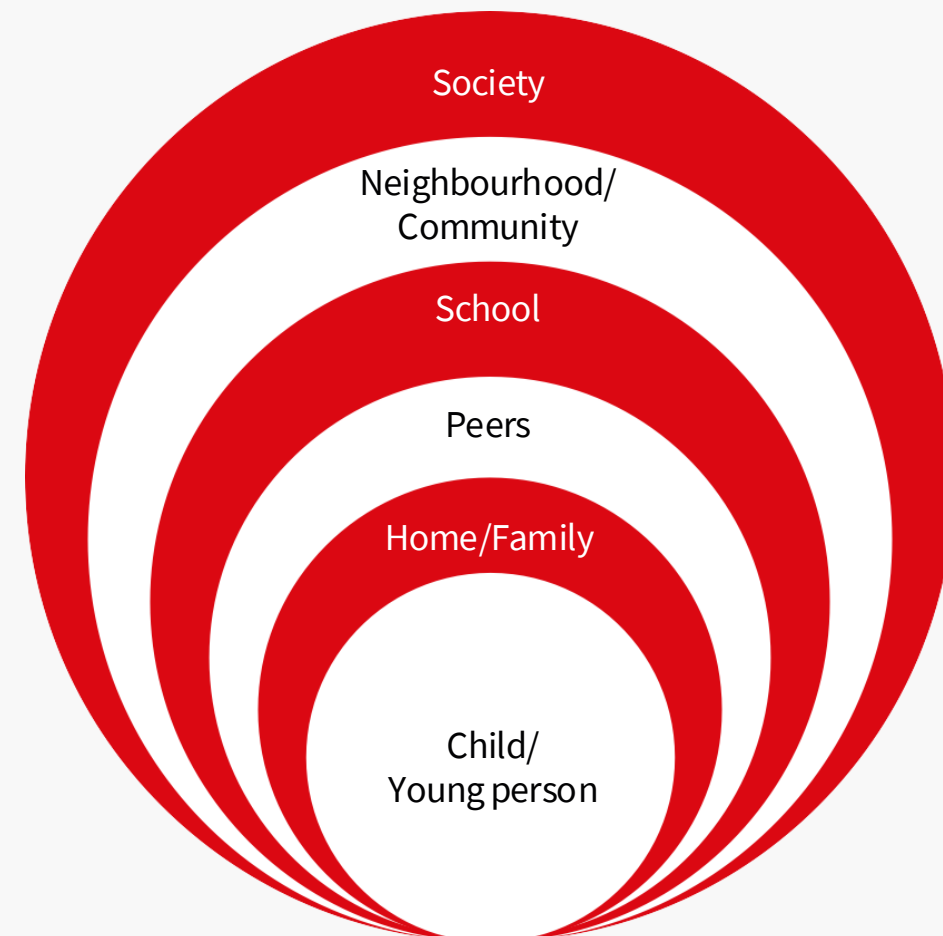 Society
Neighbourhood/
Community
School
Peers
Home/Family
Child/
Young person